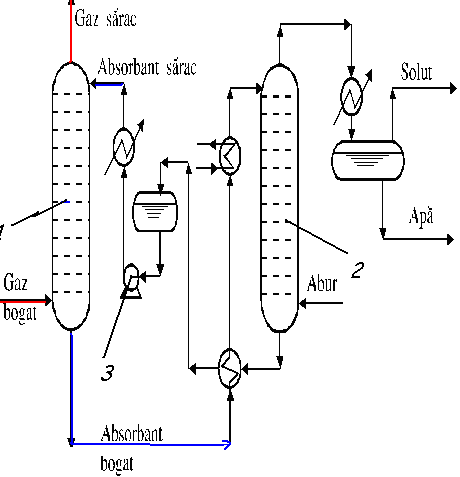 Gaz sărac
Absorbant sărac
Solut
1
Apă
2
Gaz
bogat
Abur
3
Absorbant
bogat